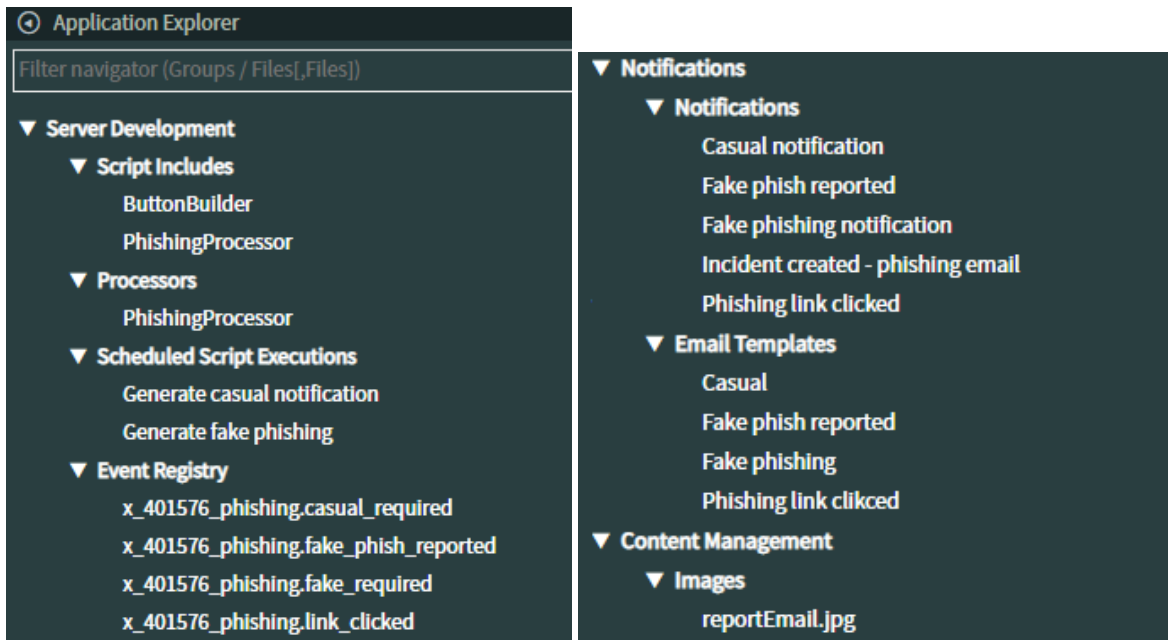 Application Explorer
Filter navigator (Groups / Files[,Files])
Server Development
Script Includes
ButtonBuilder
PhishingProcessor
Processors
PhishingProcessor
Scheduled Script Executions
Generate casual notification
Generate fake phishing
Event Registry
x_401576_phishing.casual_required
x_401576_phishing.fake_phish_reported
x_401576_phishing.fake_required
x_401576_phishing.link_clicked
Notifications
Notifications
Casual notification
Fake phish reported
Fake phishing notification
Incident created - phishing email
Phishing link clicked
Email Templates
Casual
Fake phish reported
Fake phishing
Phishing link clikced
Content Management
Images
reportEmail.jpg